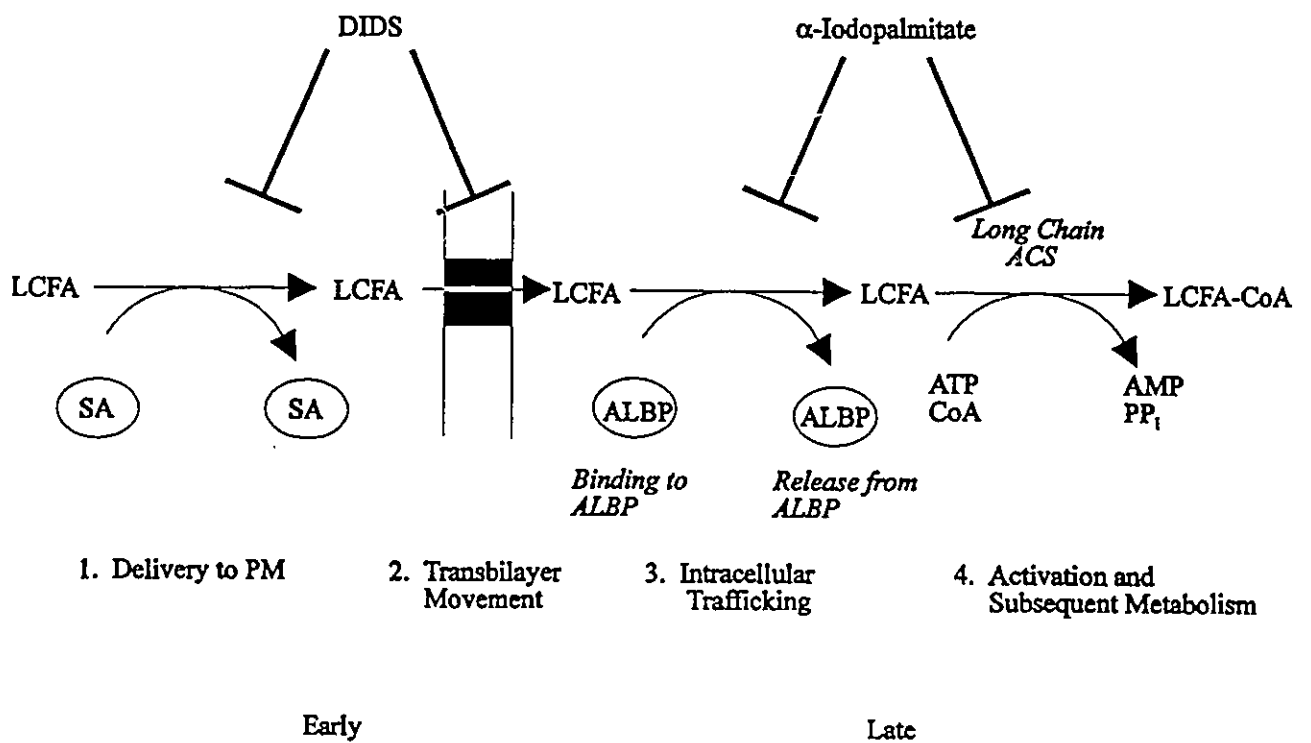 DIDS
α-Iodopalmitate
Long Chain
ACS
LCFA
LCFA
LCFA
LCFA
LCFA-CoA
SA
SA
ALBP
ALBP
ATP
CoA
AMP
PPi
Binding to
ALBP
Release from
ALBP
1. Delivery to PM
2. Transbilayer
Movement
3. Intracellular
Trafficking
4. Activation and
Subsequent Metabolism
Early
Late